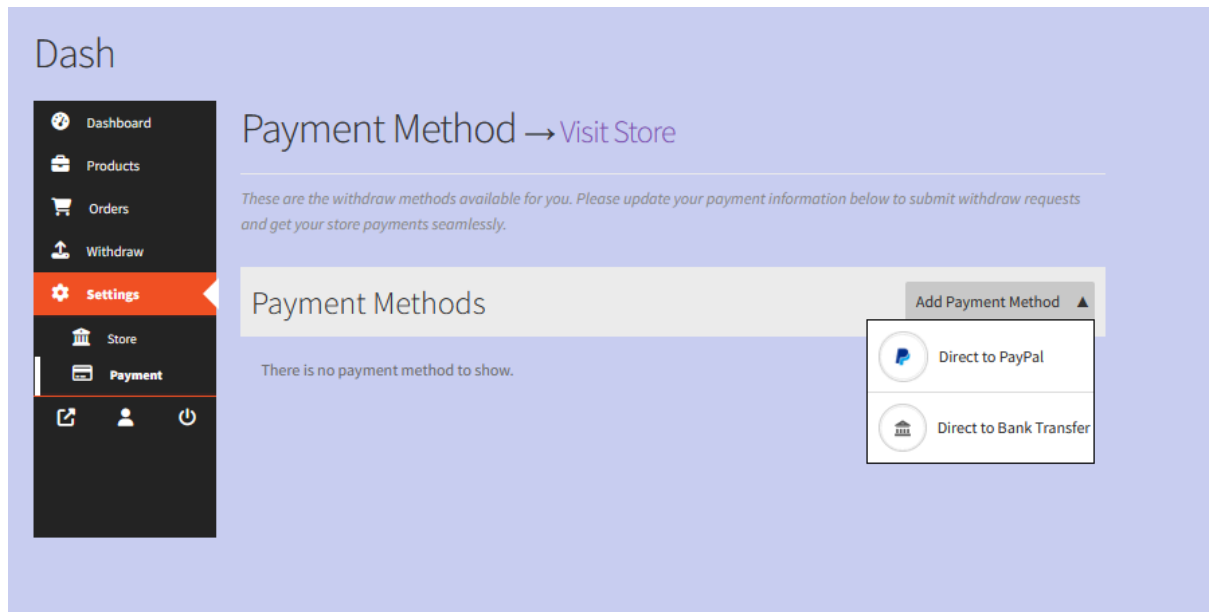 Dash
Dashboard
Products
Orders
Withdraw
Settings
Store
Payment
Payment Method → Visit Store
These are the withdraw methods available for you. Please update your payment information below to submit withdraw requests
and get your store payments seamlessly.
Payment Methods
Add Payment Method ▲
Direct to PayPal
Direct to Bank Transfer
There is no payment method to show.